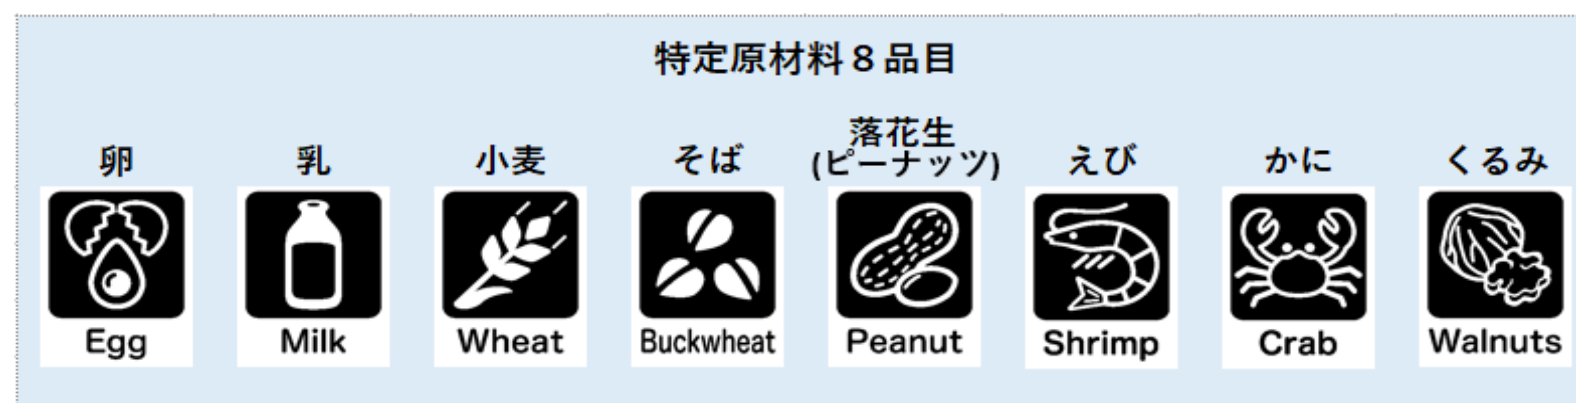 特定原材料８品目
卵
乳
小麦
そば
落花生
(ピーナッツ)
えび
かに
くるみ
Egg
Milk
Wheat
Buckwheat
Peanut
Shrimp
Crab
Walnuts